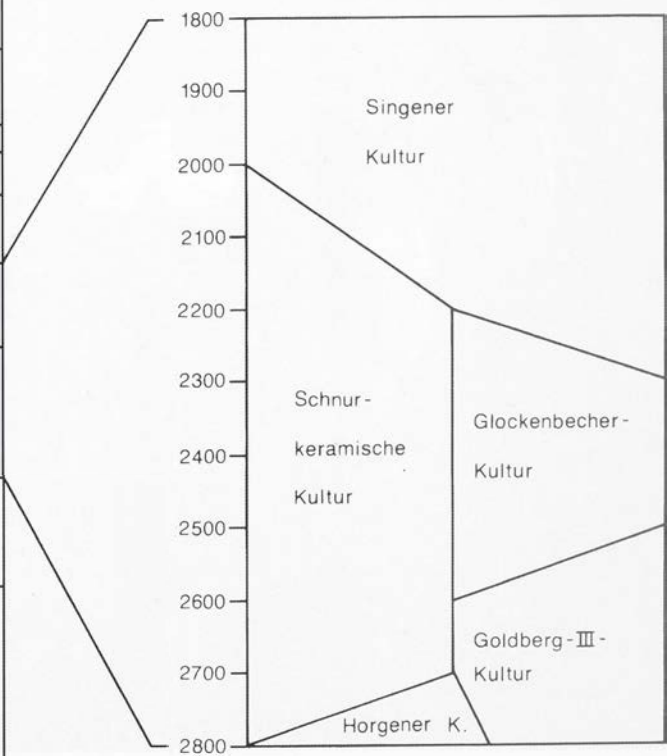 1800
1900
2000
2100
2200
2300
2400
2500
2600
2700
2800
Singener
Kultur
Schnur-
keramische
Kultur
Glockenbecher-
Kultur
Goldberg-III-
Kultur
Horgener K.